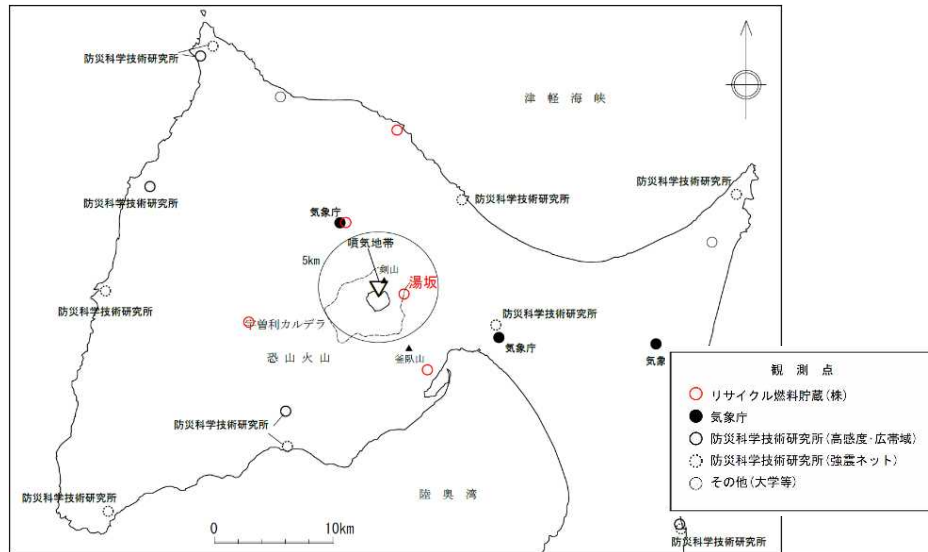 防災科学技術研究所
津軽海峡
防災科学技術研究所
防災科学技術研究所
防災科学技術研究所
気象庁
噴気地帯
5km
剣山
湯坂
防災科学技術研究所
宇曽利カルデラ
防災科学技術研究所
気象庁
気象
恐山火山
釜臥山
防災科学技術研究所
陸奥湾
防災科学技術研究所
0 10km
観測点
リサイクル燃料貯蔵(株)
気象庁
防災科学技術研究所(高感度・広帯域)
防災科学技術研究所(強震ネット)
その他(大学等)
防災科学技術研究所